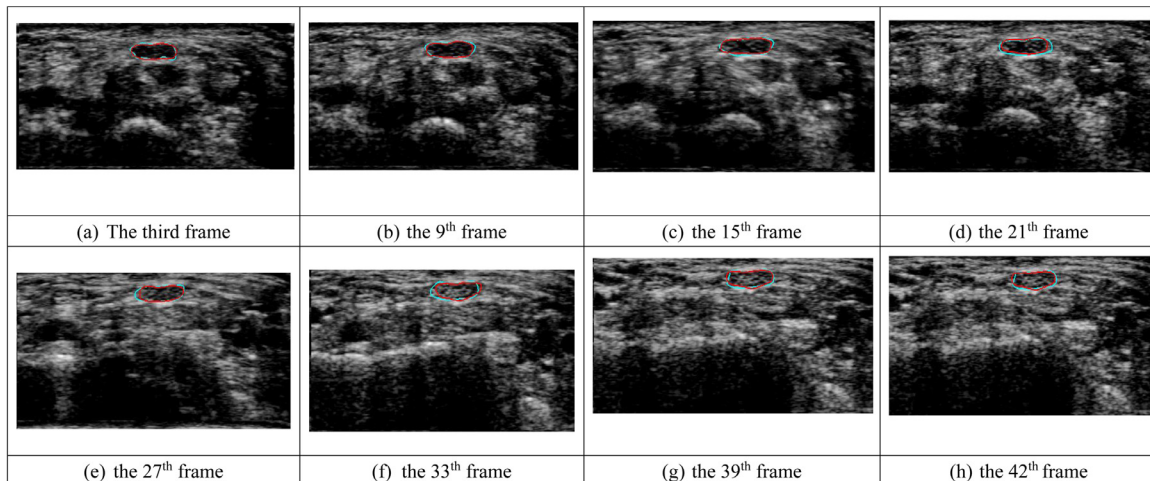 (a) The third frame
(b) the 9th frame
(c) the 15th frame
(d) the 21th frame
(e) the 27th frame
(f) the 33th frame
(g) the 39th frame
(h) the 42th frame